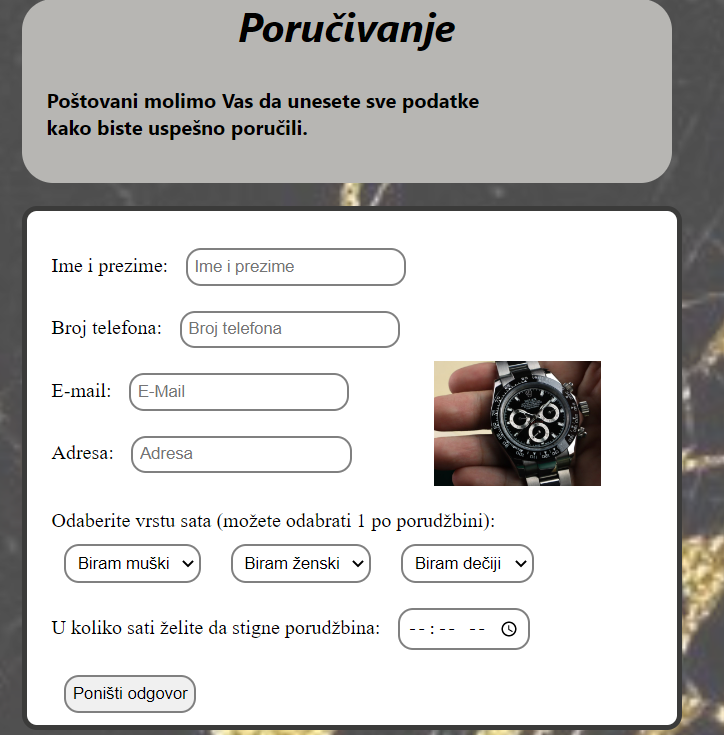 Poručivanje
Poštovani molimo Vas da unesete sve podatke
kako biste uspešno poručili.
Ime i prezime: Ime i prezime
Broj telefona: Broj telefona
E-mail: E-Mail
Adresa: Adresa
Odaberite vrstu sata (možete odabrati 1 po porudžbini):
Biram muški Biram ženski Biram dečiji
U koliko sati želite da stigne porudžbina: --:-- --
Poništi odgovor